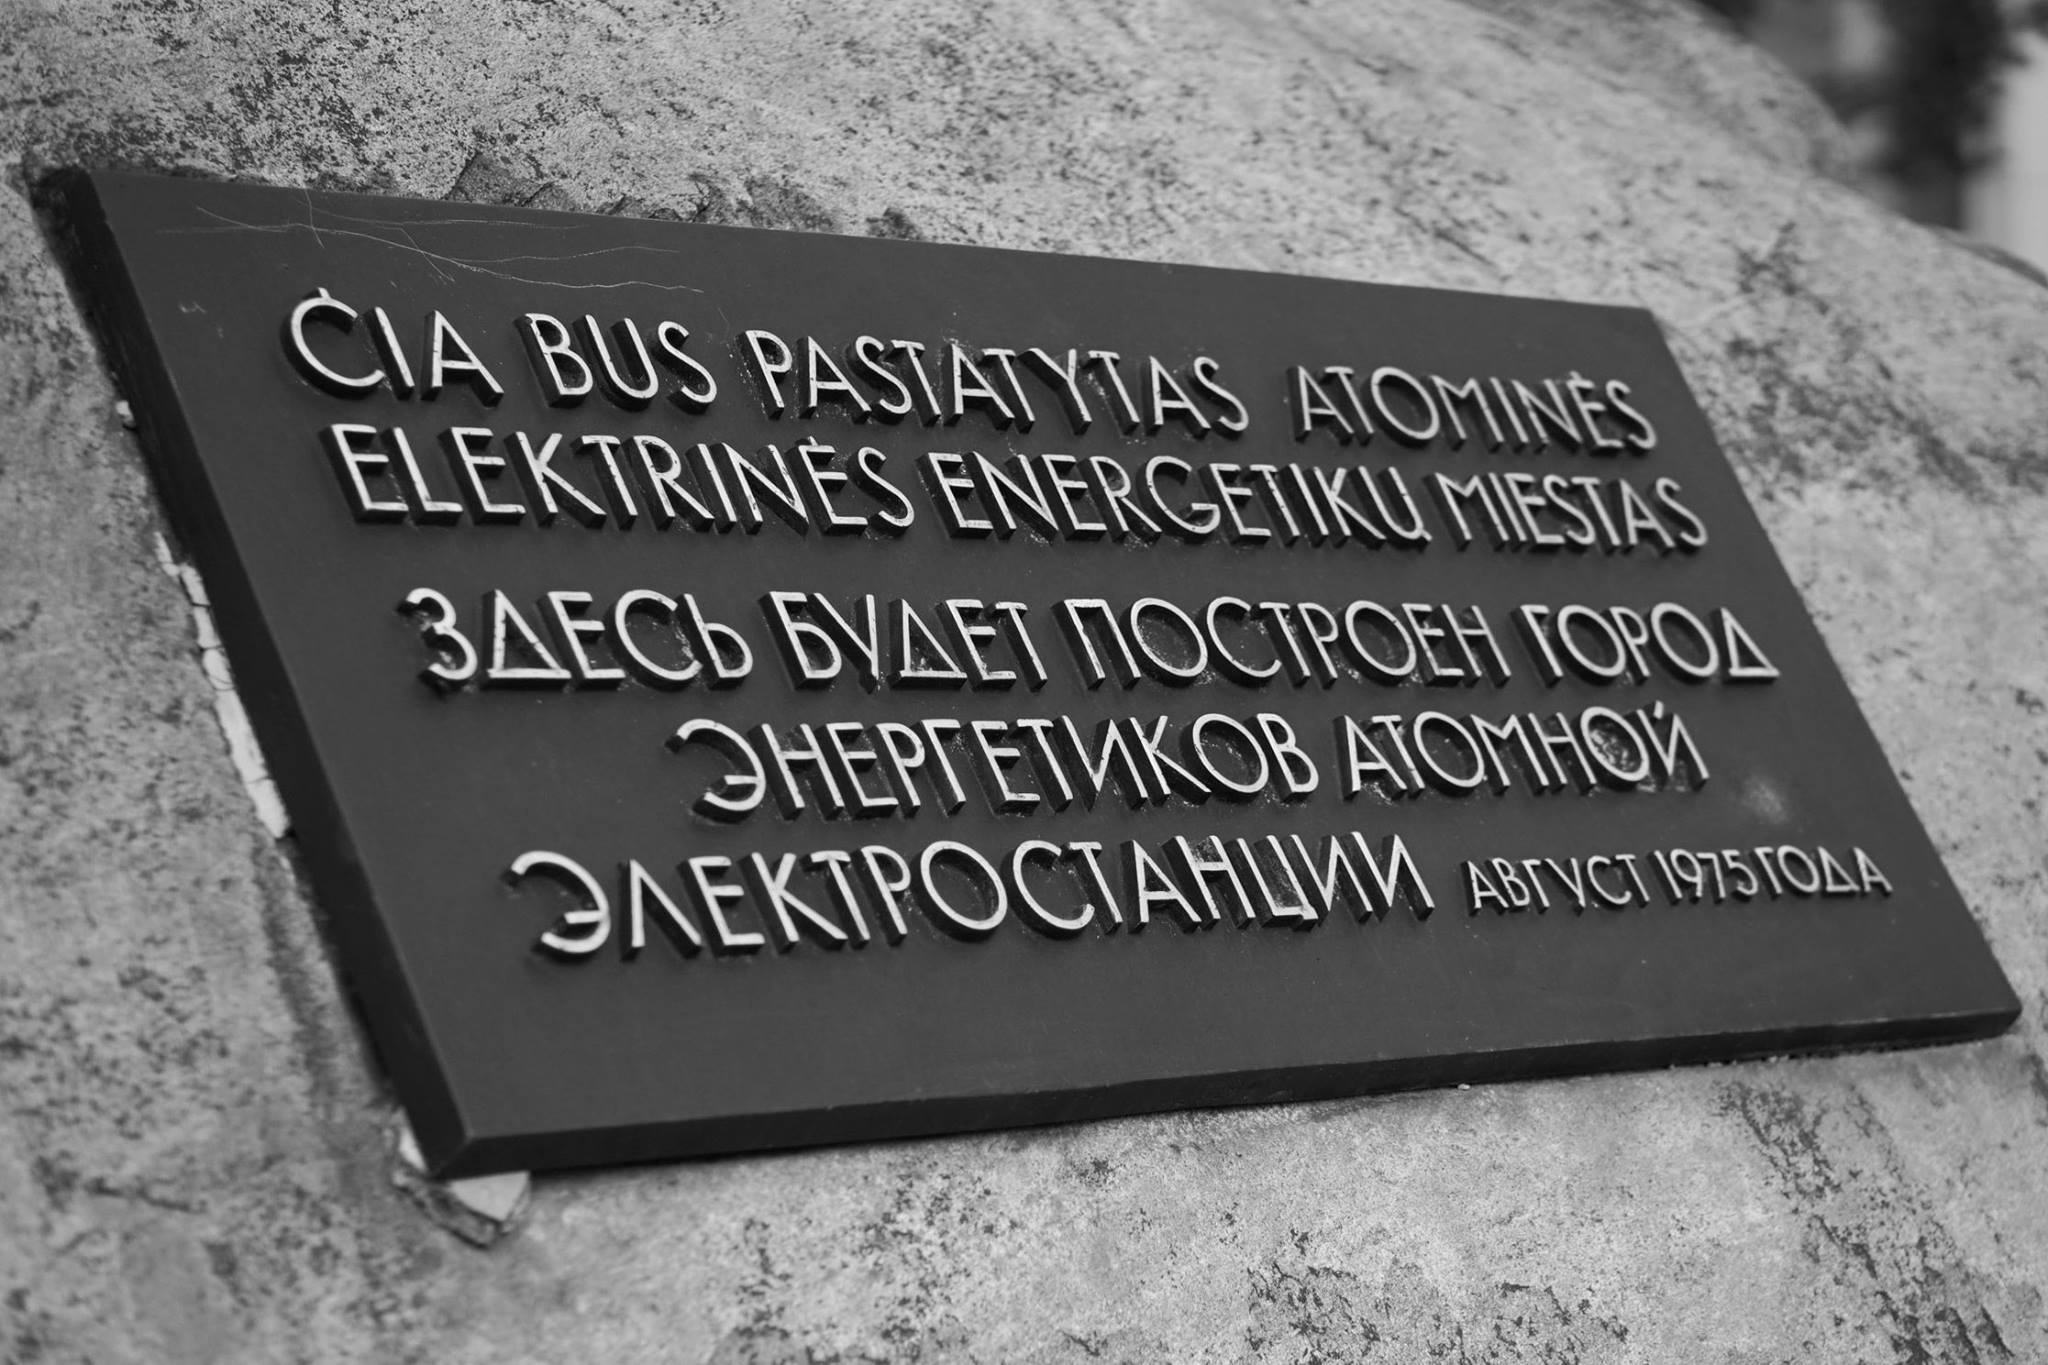 ČIA BUS PASTATYTAS ATOMINĖS
ELEKTRINĖS ENERGETIKŲ MIESTAS
ЗДЕСЬ БУДЕТ ПОСТРОЕН ГОРОД
ЭНЕРГЕТИКОВ АТОМНОЙ
ЭЛЕКТРОСТАНЦИИ АВГУСТ 1975 ГОДА